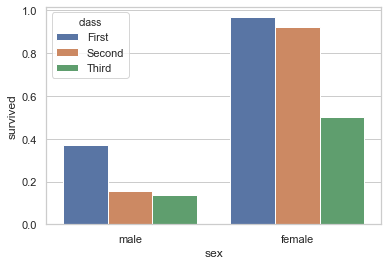 class
First
Second
Third
survived
1.0
0.8
0.6
0.4
0.2
0.0
male
female
sex